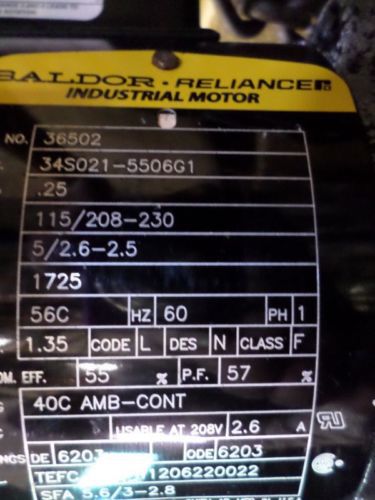 BALDOR · RELIANCE
INDUSTRIAL MOTOR
NO. 36502
34S021-5506G1
.25
115/208-230
5/2.6-2.5
1725
56C HZ 60 PH 1
1.35 CODE L DES N CLASS F
OM. EFF. 55 % P.F. 57 %
40C AMB-CONT
USABLE AT 208V 2.6 A
NGS DE 6203 ODE 6203
TEFC 1206220022
SFA 5.6/3-2.8